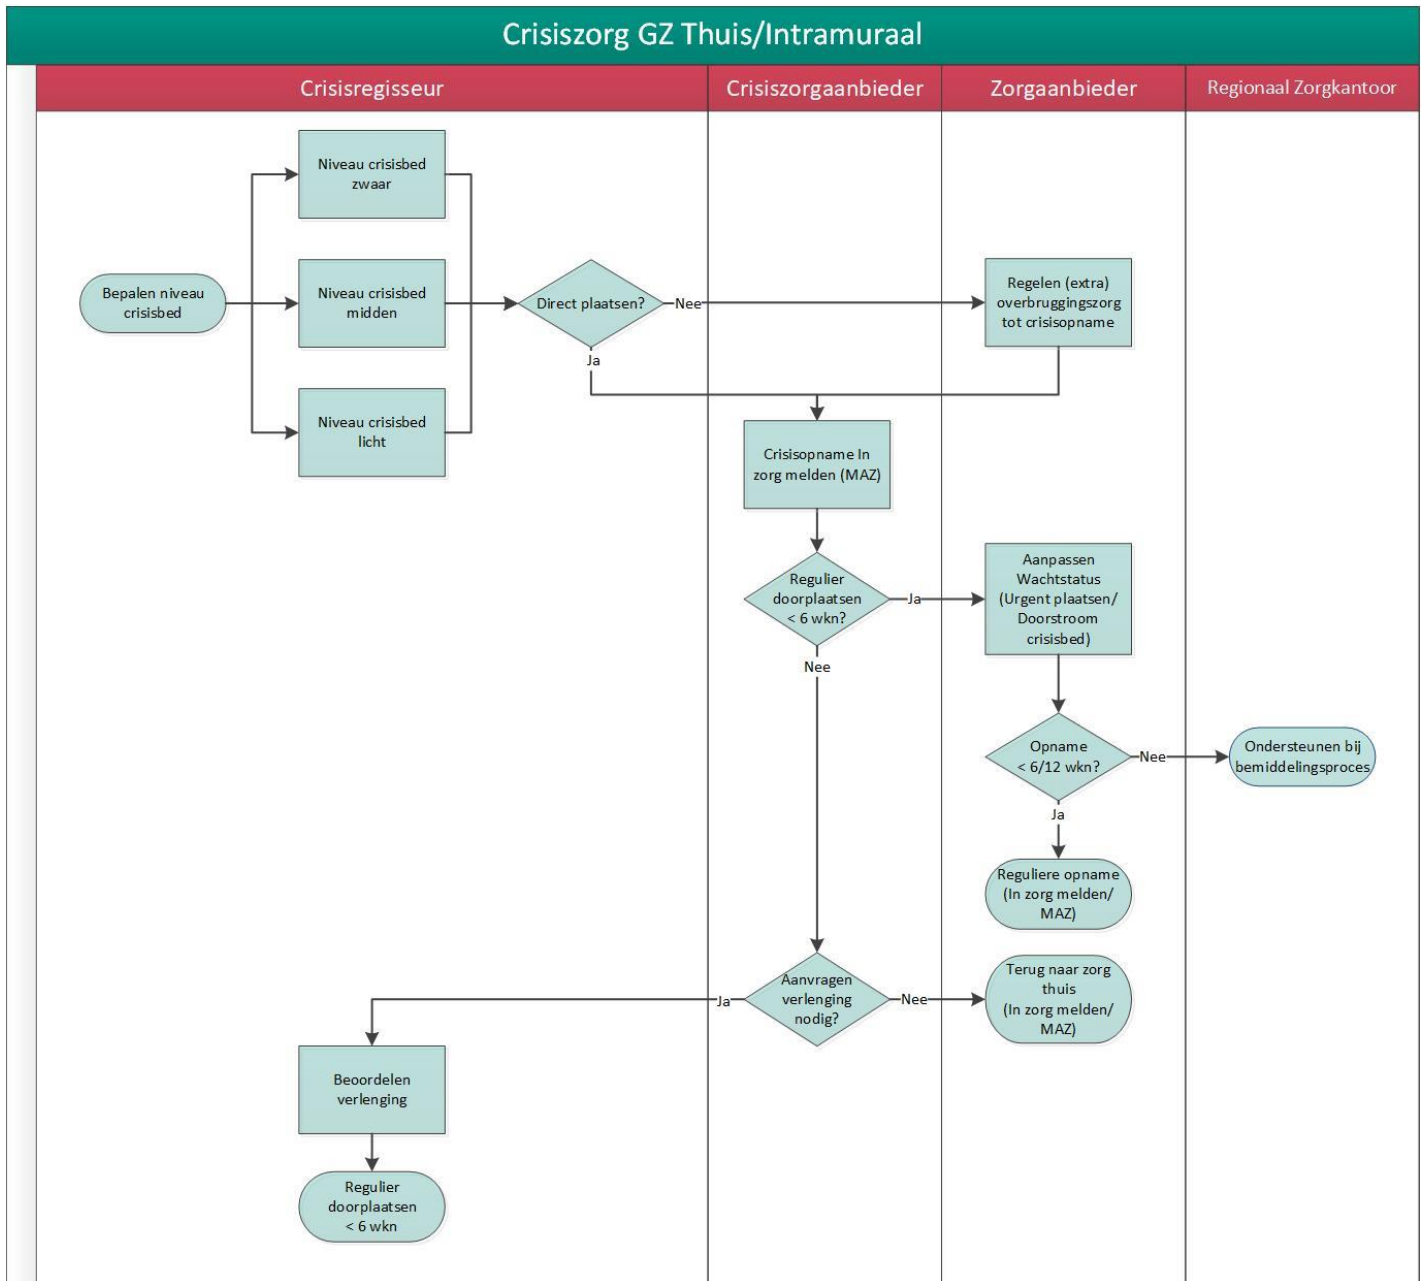 Crisiszorg GZ Thuis/Intramuraal
Crisisregisseur
Crisiszorgaanbieder
Zorgaanbieder
Regionaal Zorgkantoor
Niveau crisisbed
zwaar
Bepalen niveau
crisisbed
Niveau crisisbed
midden
Direct plaatsen?
Nee
Regelen (extra)
overbruggingszorg
tot crisisopname
Ja
Niveau crisisbed
licht
Crisisopname In
zorg melden (MAZ)
Regulier
doorplaatsen
< 6 wkn?
Ja
Aanpassen
Wachtstatus
(Urgent plaatsen/
Doorstroom
crisisbed)
Nee
Opname
< 6/12 wkn?
Nee
Ondersteunen bij
bemiddelingsproces
Ja
Reguliere opname
(In zorg melden/
MAZ)
Aanvragen
verlenging
nodig?
Ja
Nee
Terug naar zorg
thuis
(In zorg melden/
MAZ)
Beoordelen
verlenging
Regulier
doorplaatsen
< 6 wkn